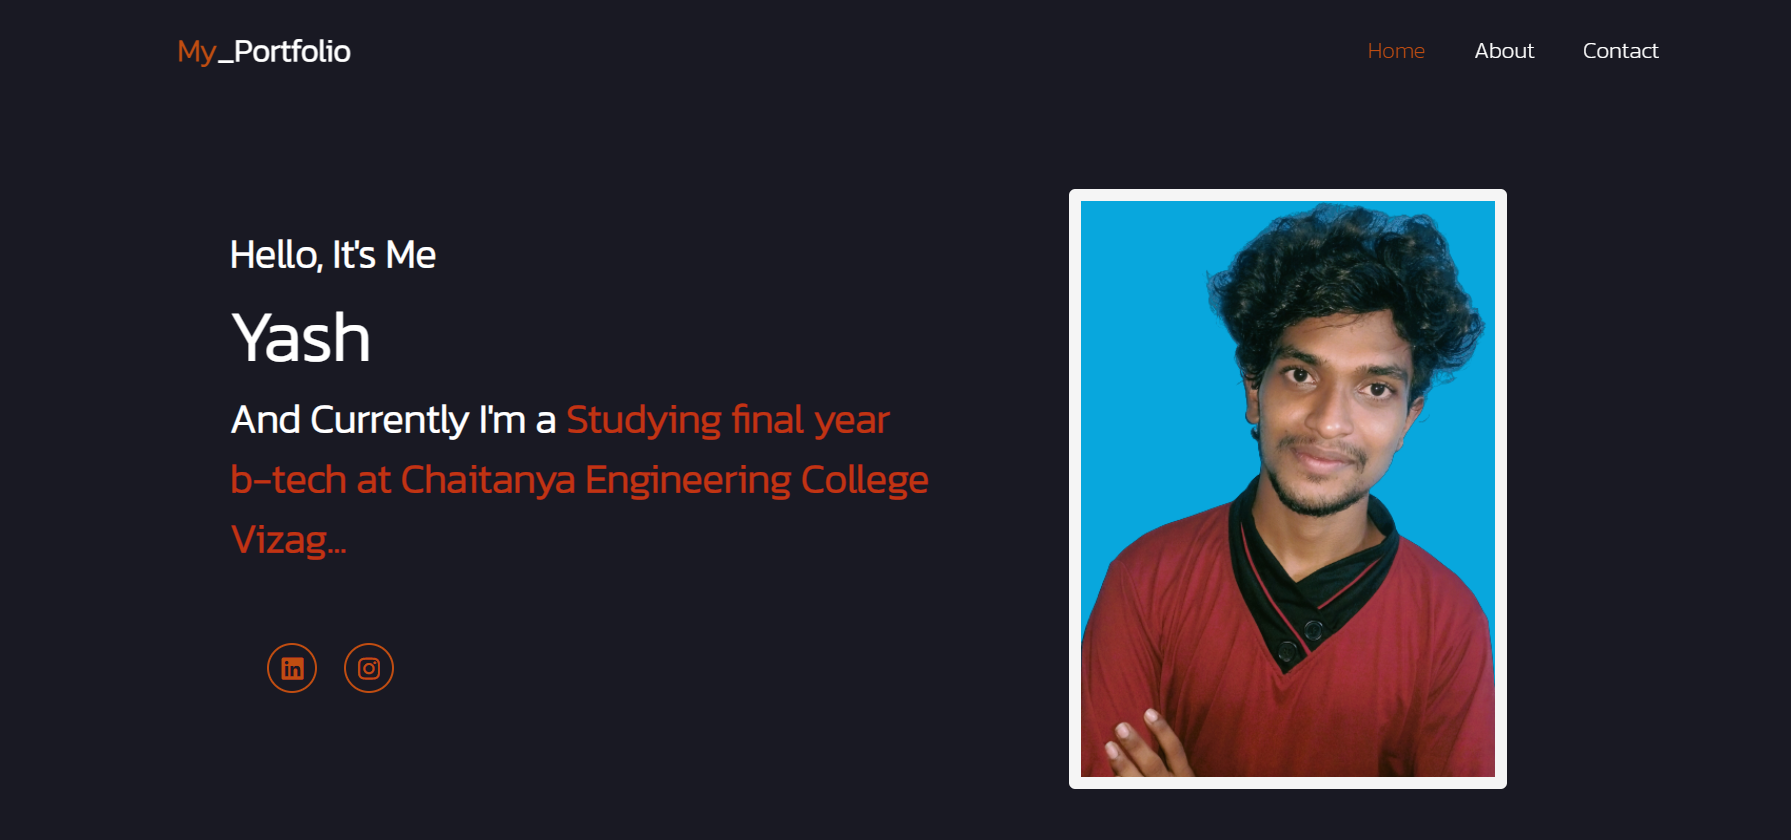 My_Portfolio
Home About Contact
Hello, It's Me
Yash
And Currently I'm a Studying final year
b-tech at Chaitanya Engineering College
Vizag...
in